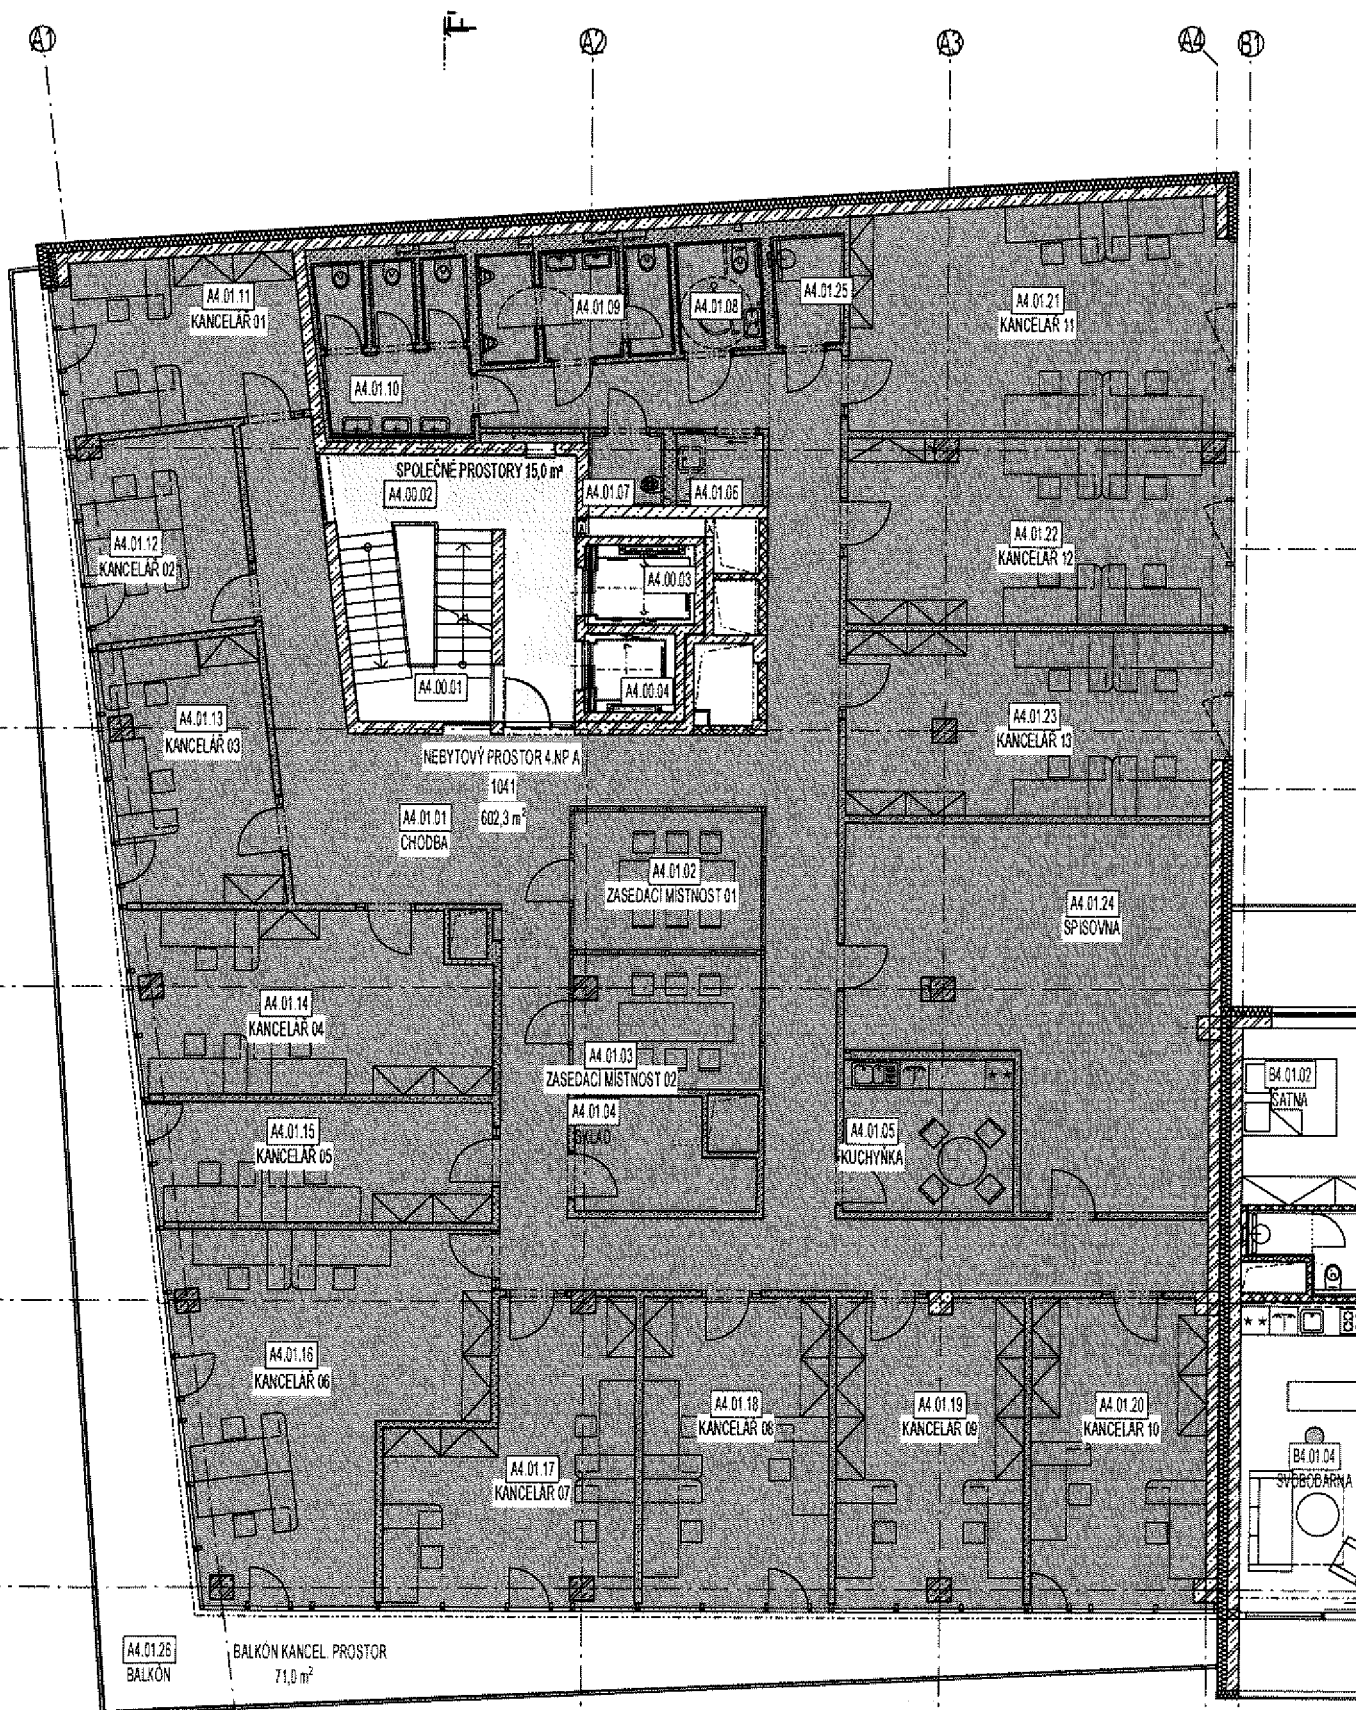 A1
F
A2
A3
A4
B1
A4.01.11
KANCELÁŘ 01
A4.01.10
A4.01.09
A4.01.08
A4.01.25
A4.01.21
KANCELÁŘ 11
SPOLEČNÉ PROSTORY 15,0 m²
A4.00.02
A4.01.07
A4.01.06
A4.01.12
KANCELÁŘ 02
A4.00.03
A4.01.22
KANCELÁŘ 12
A4.00.01
A4.00.04
A4.01.13
KANCELÁŘ 03
A4.01.23
KANCELÁŘ 13
NEBYTOVÝ PROSTOR 4.NP A
1041
602,3 m²
A4.01.01
CHODBA
A4.01.02
ZASEDACÍ MÍSTNOST 01
A4.01.24
SPISOVNA
A4.01.14
KANCELÁŘ 04
A4.01.03
ZASEDACÍ MÍSTNOST 02
A4.01.04
SKLAD
A4.01.05
KUCHYŇKA
B4.01.02
ŠATNA
A4.01.15
KANCELÁŘ 05
A4.01.16
KANCELÁŘ 06
A4.01.17
KANCELÁŘ 07
A4.01.18
KANCELÁŘ 08
A4.01.19
KANCELÁŘ 09
A4.01.20
KANCELÁŘ 10
B4.01.04
SVOBODÁRNA
A4.01.26
BALKÓN
BALKÓN KANCEL. PROSTOR
71,0 m²